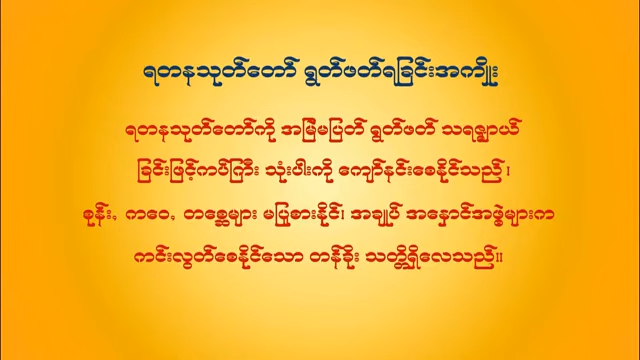 ရတနသုတ်တော် ရွတ်ဖတ်ရခြင်းအကျိုး
ရတနသုတ်တော်ကို အမြဲမပြတ် ရွတ်ဖတ် သရဇ္ဈာယ်
ခြင်းဖြင့်ကပ်ကြီး သုံးပါးကို ကျော်နင်းစေနိုင်သည်၊
စုန်း, ကဝေ, တစ္ဆေများ မပြုစားနိုင်၊ အချုပ် အနှောင်အဖွဲ့များက
ကင်းလွတ်စေနိုင်သော တန်ခိုး သတ္တိရှိလေသည်။